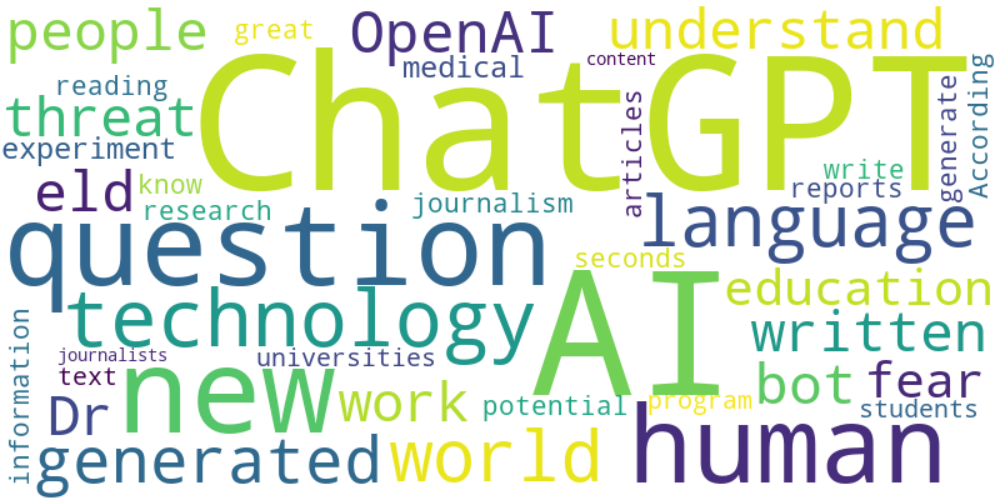 people
great
OpenAI
understand
medical
content
reading
ChatGPT
threat
articles
generate
According
experiment
write
eld
know
reports
research
journalism
language
question
seconds
AI
education
technology
written
information
journalists
universities
text
new
work
potential
program
bot
fear
Dr
students
generated
world
human